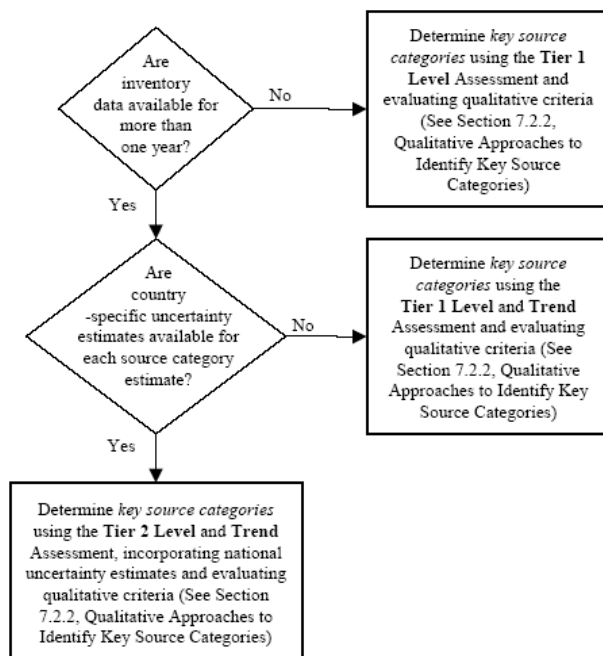 Are
inventory
data available for
more than
one year?
No
Determine key source
categories using the Tier 1
Level Assessment and
evaluating qualitative criteria
(See Section 7.2.2,
Qualitative Approaches to
Identify Key Source
Categories)
Yes
Are
country
-specific uncertainty
estimates available for
each source category
estimate?
No
Determine key source
categories using the
Tier 1 Level and Trend
Assessment and evaluating
qualitative criteria (See
Section 7.2.2, Qualitative
Approaches to Identify Key
Source Categories)
Yes
Determine key source categories
using the Tier 2 Level and Trend
Assessment, incorporating national
uncertainty estimates and evaluating
qualitative criteria (See Section
7.2.2, Qualitative Approaches to
Identify Key Source Categories)